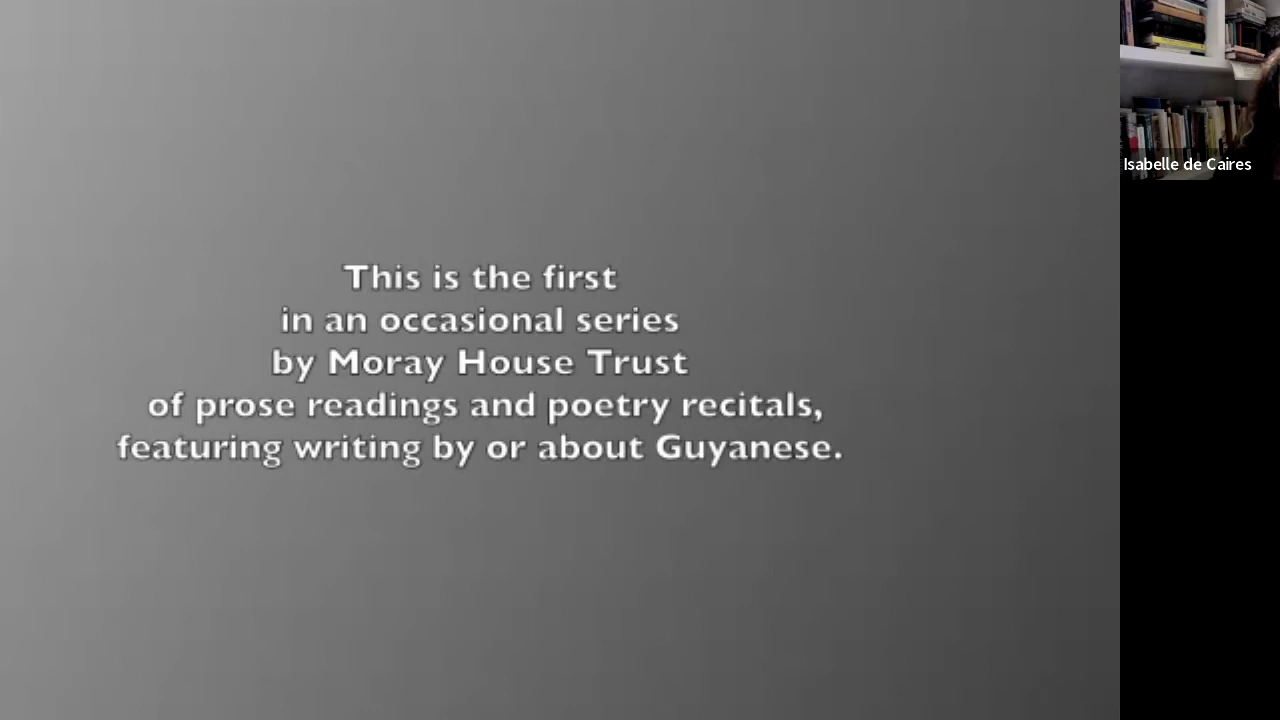 This is the first
in an occasional series
by Moray House Trust
of prose readings and poetry recitals,
featuring writing by or about Guyanese.
Isabelle de Caires